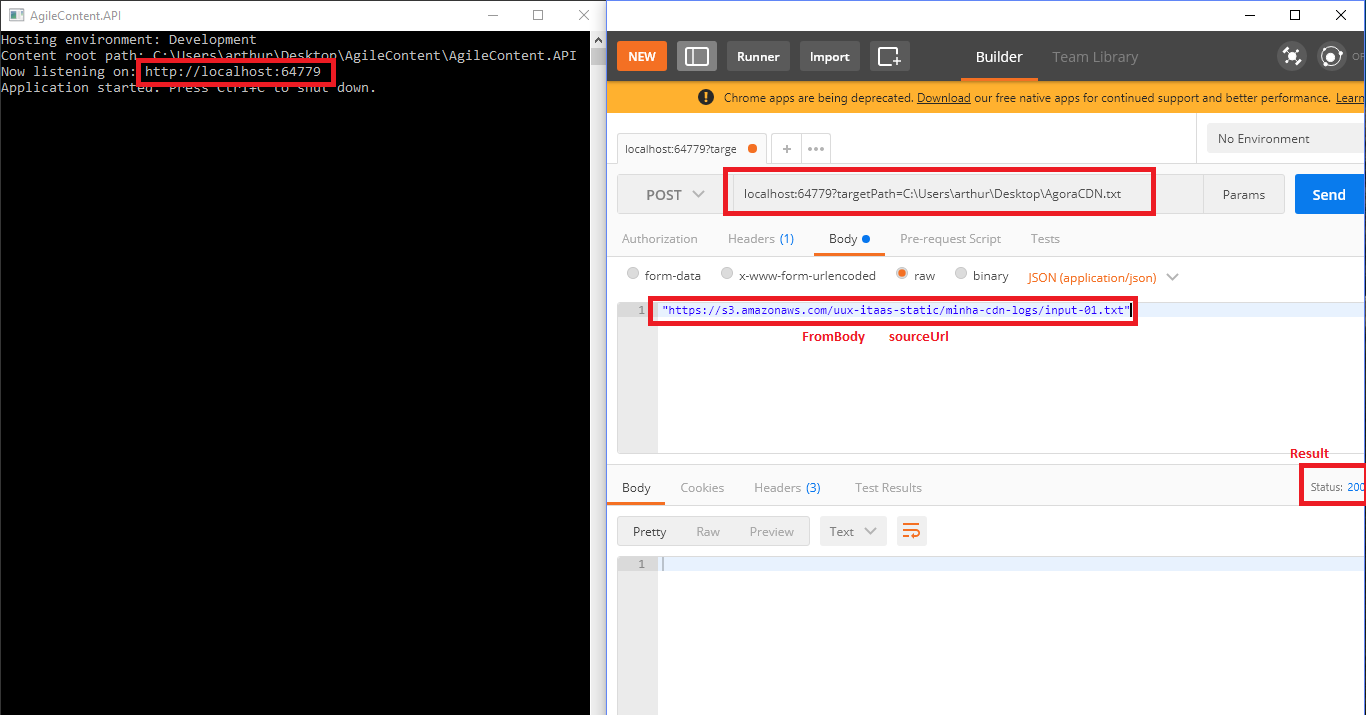 AgileContent.API
Hosting environment: Development
Content root path: C:\Users\arthur\Desktop\AgileContent\AgileContent.API
Now listening on: http://localhost:64779
Application started. Press Ctrl+C to shut down.
NEW
Runner
Import
Builder
Team Library
OF
Chrome apps are being deprecated. Download our free native apps for continued support and better performance. Learn
localhost:64779?targe
No Environment
POST
localhost:64779?targetPath=C:\Users\arthur\Desktop\AgoraCDN.txt
Params
Send
Authorization
Headers (1)
Body
Pre-request Script
Tests
form-data
x-www-form-urlencoded
raw
binary
JSON (application/json)
1 "https://s3.amazonaws.com/uux-itaas-static/minha-cdn-logs/input-01.txt"
FromBody sourceUrl
Result
Status: 200
Body
Cookies
Headers (3)
Test Results
Pretty
Raw
Preview
Text
1